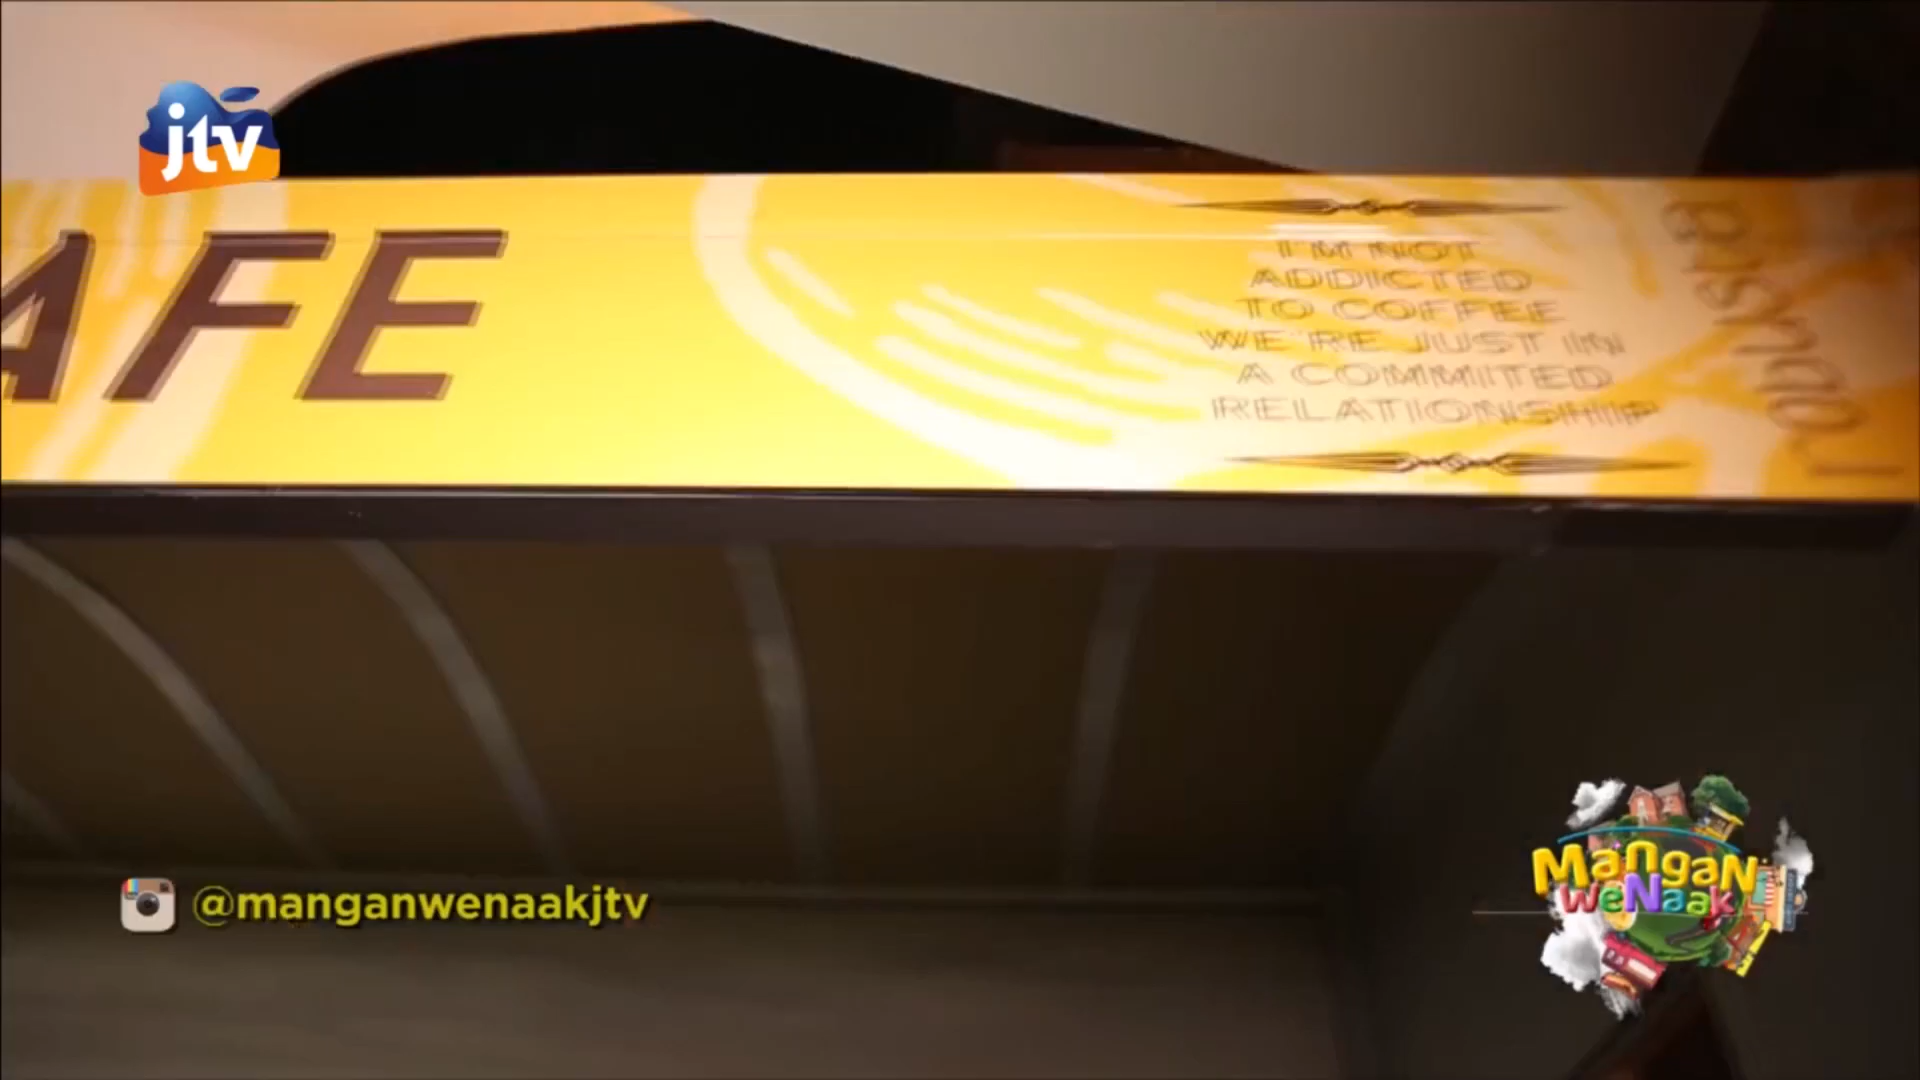 jtv
AFE
I'M NOT
ADDICTED
TO COFFEE
WE'RE JUST IN
A COMMITED
RELATIONSHIP
@manganwenaakjtv
Mangan
weNaak